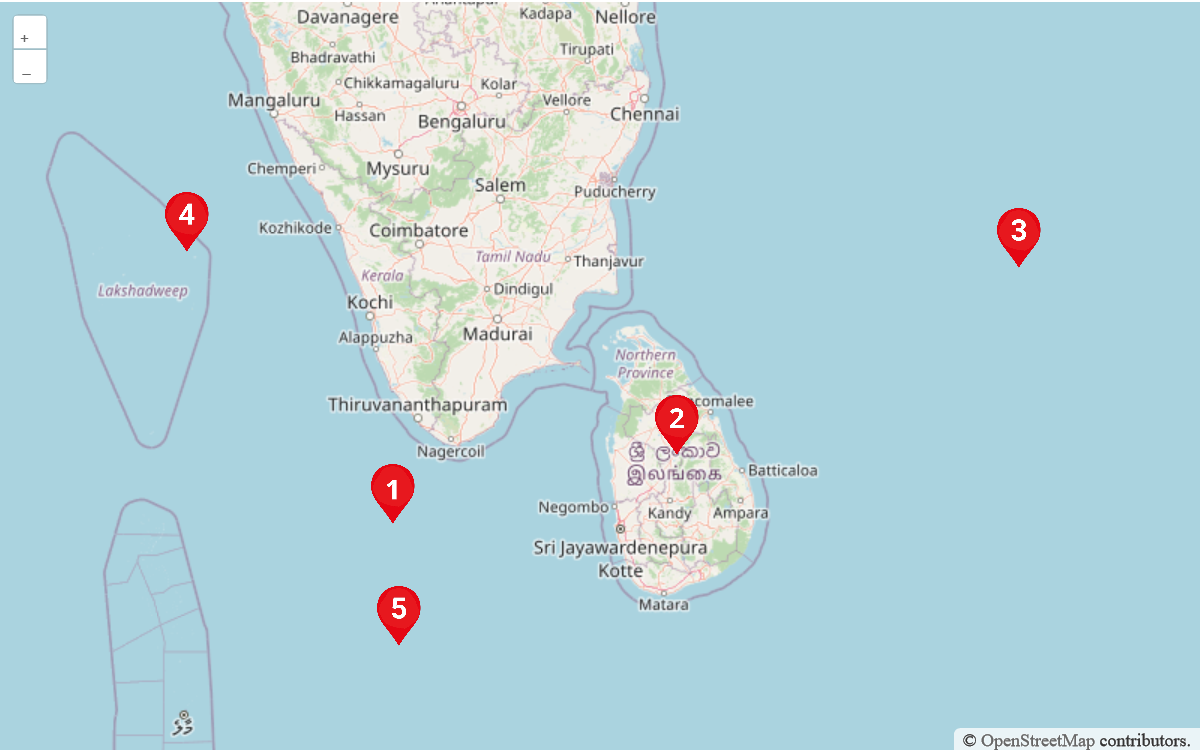 +
–
Davanagere
Kadapa
Nellore
Bhadravathi
Tirupati
Chikkamagaluru
Kolar
Mangaluru
Hassan
Vellore
Bengaluru
Chennai
Chemperi
Mysuru
Salem
Puducherry
4
Kozhikode
Coimbatore
3
Tamil Nadu
Thanjavur
Kerala
Lakshadweep
Dindigul
Kochi
Alappuzha
Madurai
Northern
Province
Thiruvananthapuram
comalee
2
Nagercoil
ශ්‍රී ලංකාව
இலங்கை
Batticaloa
1
Negombo
Kandy
Ampara
Sri Jayawardenepura
Kotte
5
Matara
© OpenStreetMap contributors.